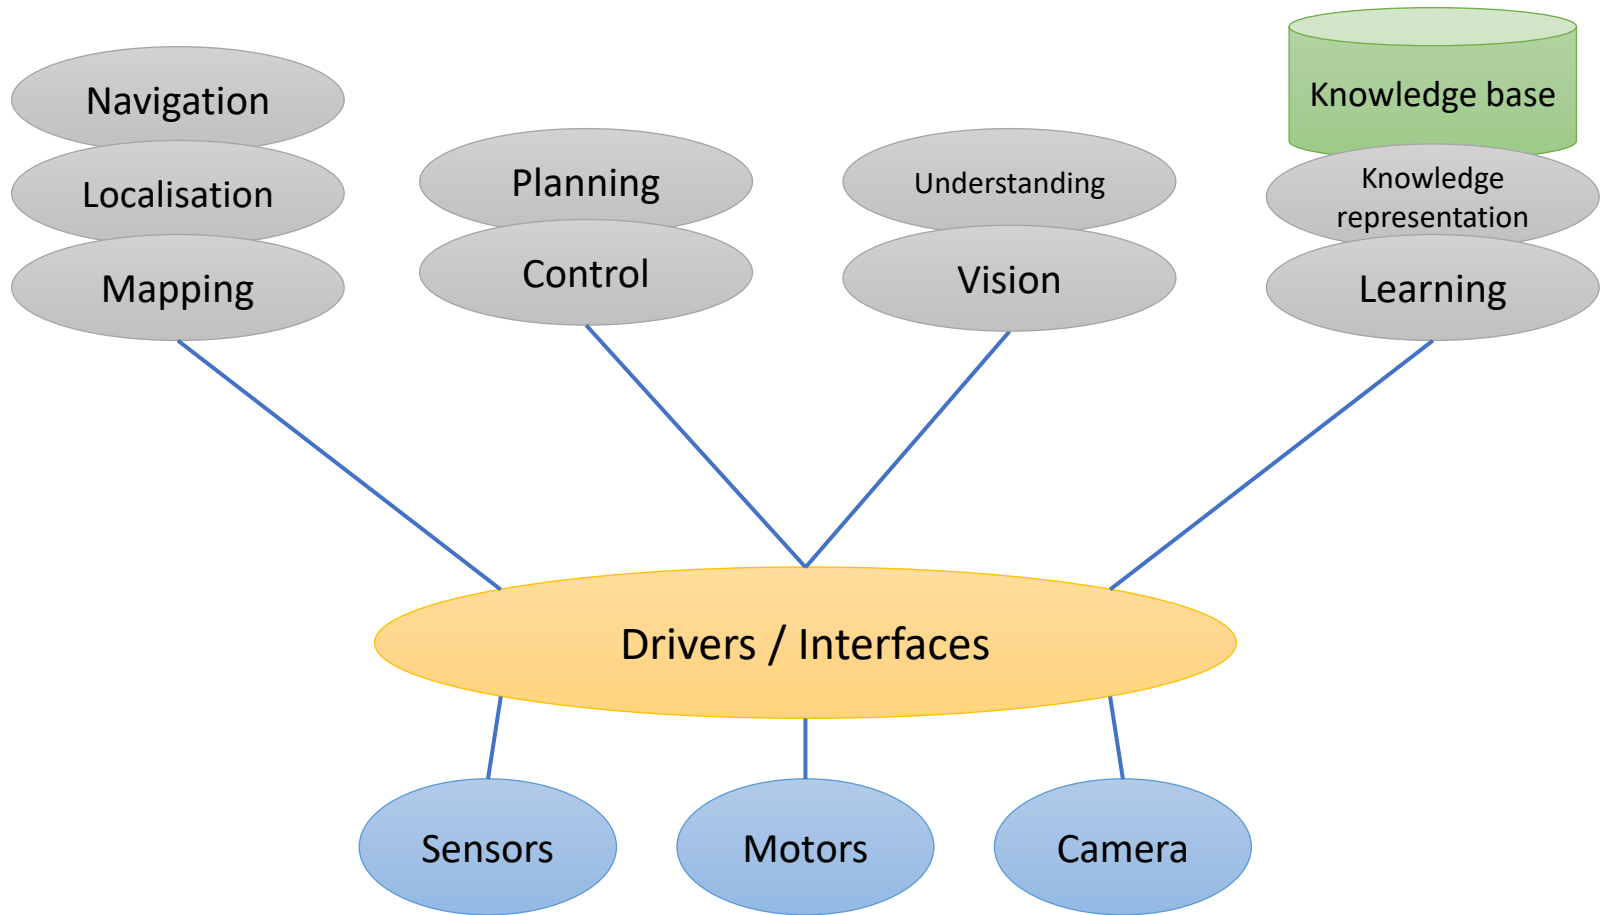 Navigation
Localisation
Mapping
Planning
Control
Understanding
Vision
Knowledge base
Knowledge
representation
Learning
Drivers / Interfaces
Sensors
Motors
Camera